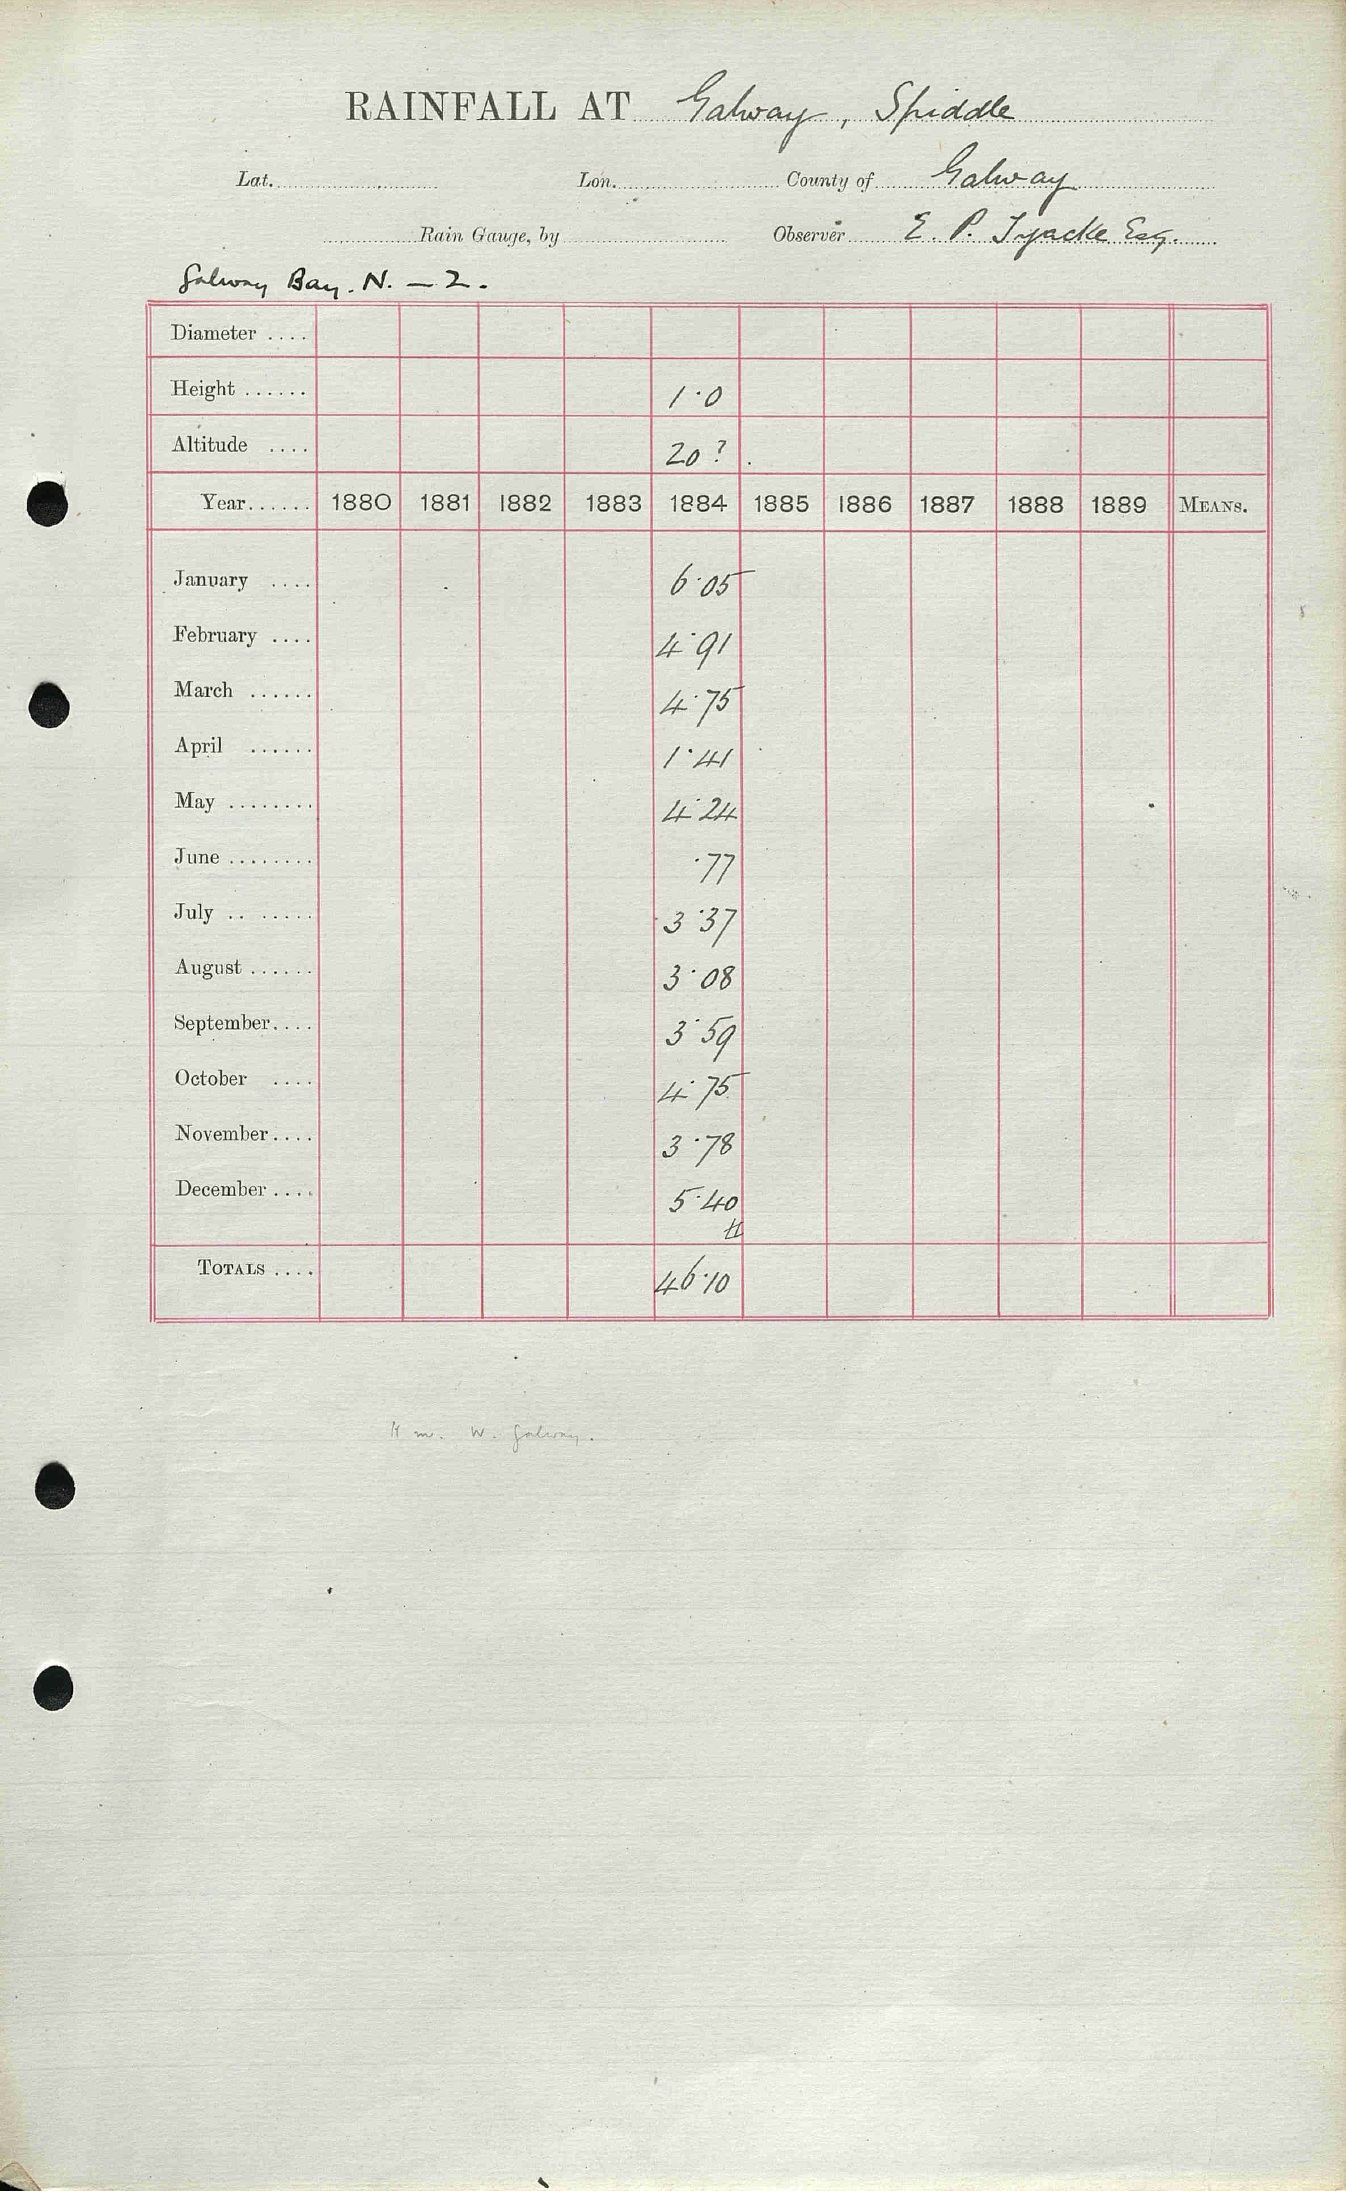 RAINFALL AT Galway, Spiddle
Lat. Lon. County of Galway
Rain Gauge, by Observer E. P. Tyacke Esq.
Galway Bay. N. – 2.
Diameter ....
Height ...... 1·0
Altitude .... 20?
Year...... 1880 1881 1882 1883 1884 1885 1886 1887 1888 1889 MEANS.
January .... 6·05
February .... 4·91
March ...... 4·75
April ...... 1·41
May ........ 4·24
June ........ ·77
July .. ..... 3·37
August ...... 3·08
September.... 3·59
October .... 4·75
November.... 3·78
December .... 5·40
TOTALS .... 46·10
m. W. Galway.